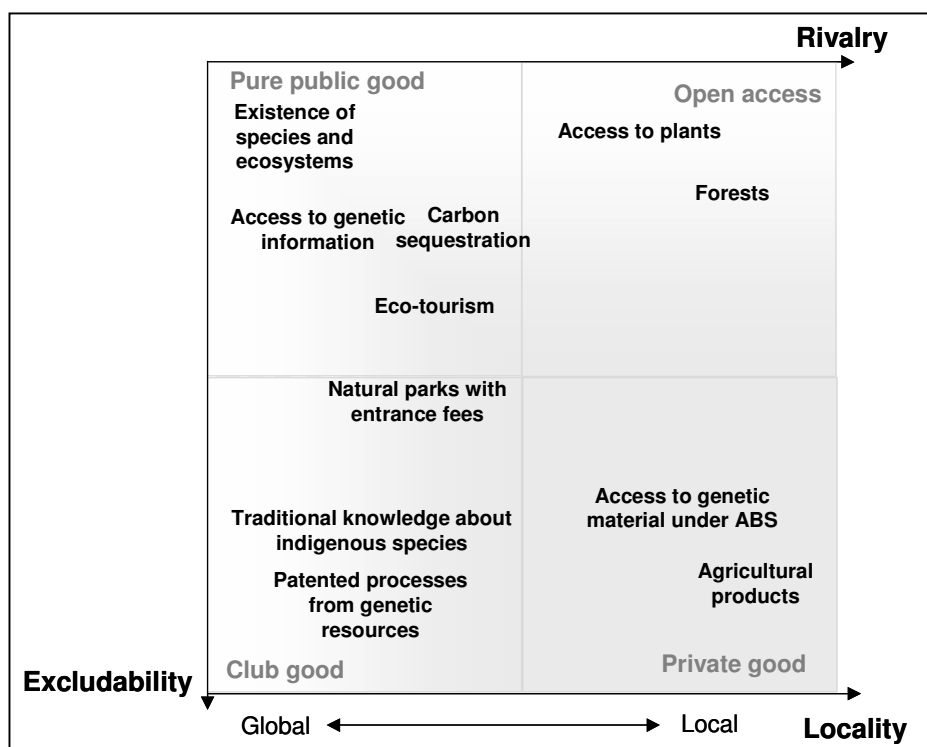 Rivalry
Pure public good
Open access
Existence of
species and
ecosystems
Access to plants
Forests
Access to genetic
information
Carbon
sequestration
Eco-tourism
Natural parks with
entrance fees
Access to genetic
material under ABS
Traditional knowledge about
indigenous species
Agricultural
products
Patented processes
from genetic
resources
Club good
Private good
Excludability
Global
Local
Locality